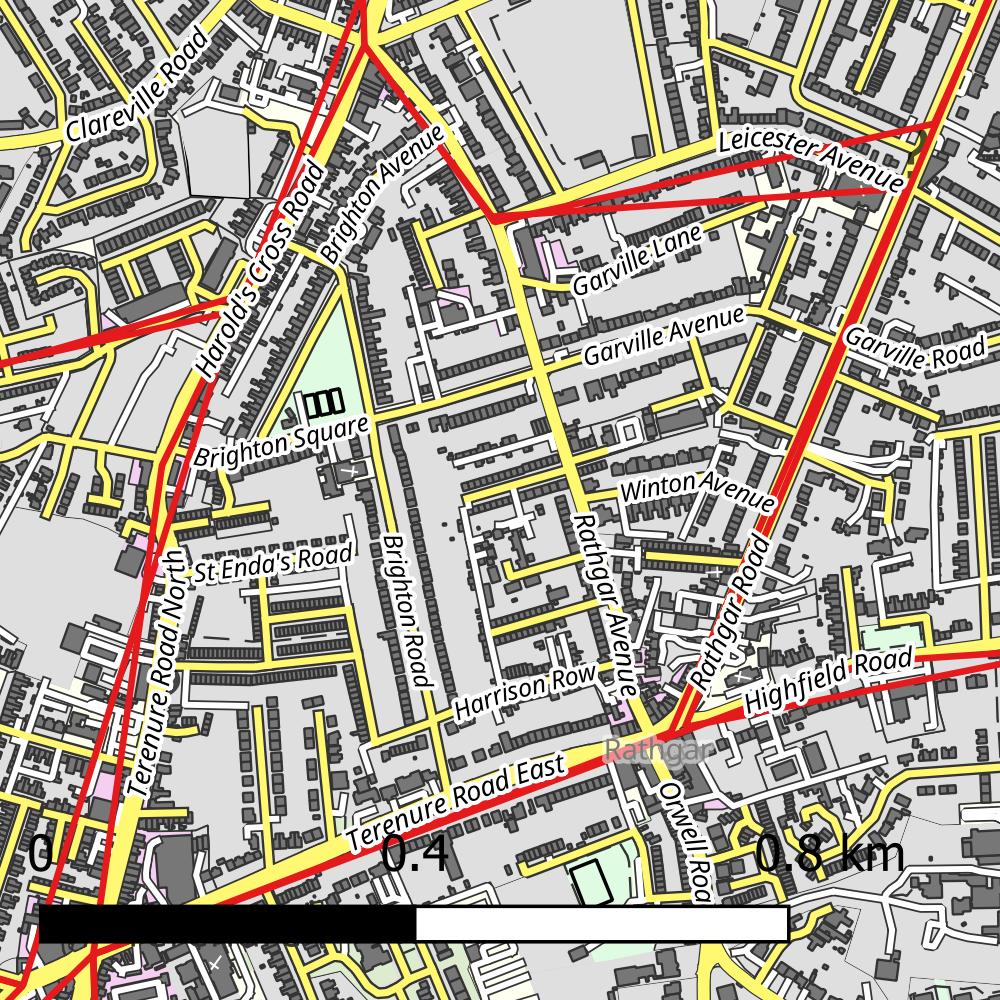 Clareville Road
Brighton Avenue
Leicester Avenue
Harold's Cross Road
Garville Lane
Garville Avenue
Garville Road
Brighton Square
Winton Avenue
St Enda's Road
Brighton Road
Rathgar Avenue
Rathgar Road
Terenure Road North
Harrison Row
Highfield Road
Rathgar
Terenure Road East
Orwell Roa
0
0.4
0.8 km